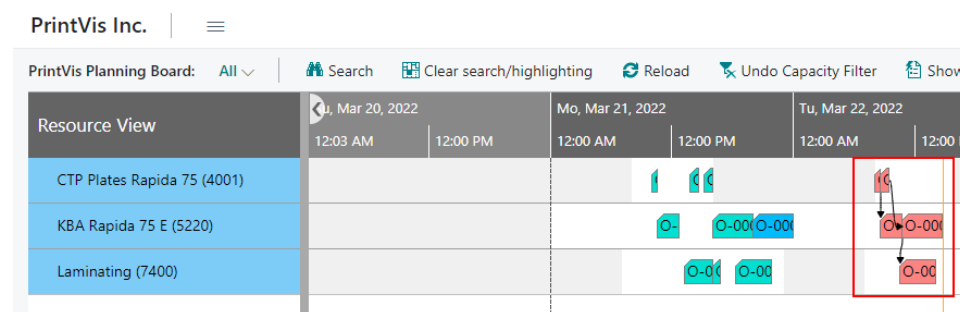 PrintVis Inc.
PrintVis Planning Board: All Search Clear search/highlighting Reload Undo Capacity Filter Show
Resource View
u, Mar 20, 2022 Mo, Mar 21, 2022 Tu, Mar 22, 2022
12:03 AM 12:00 PM 12:00 AM 12:00 PM 12:00 AM 12:00
CTP Plates Rapida 75 (4001)
KBA Rapida 75 E (5220) O- O-00 O-00 O O-000
Laminating (7400) O-0 O-00 O-00